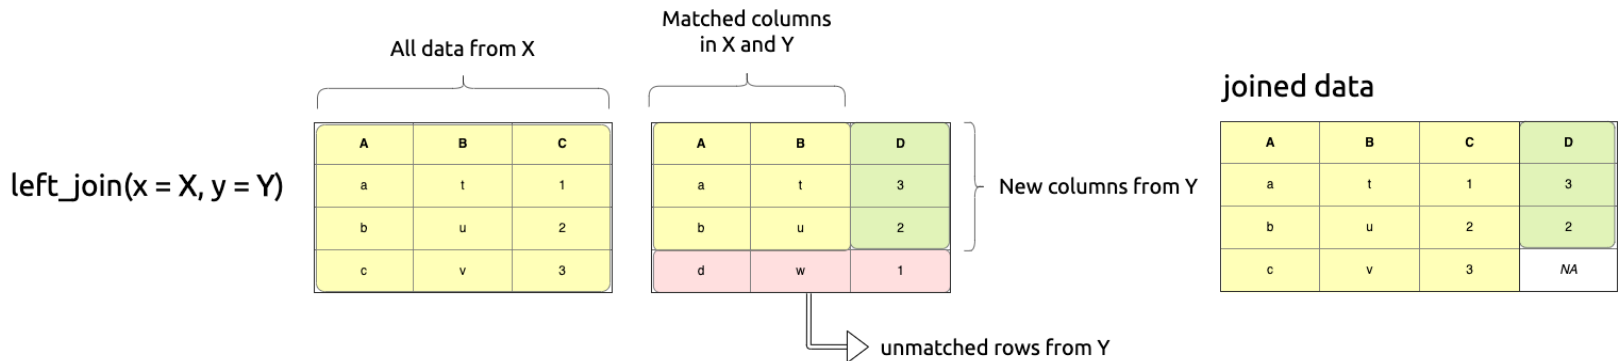 Matched columns
in X and Y
All data from X
joined data
left_join(x = X, y = Y)
A B C
a t 1
b u 2
c v 3
A B D
a t 3
b u 2
d w 1
New columns from Y
unmatched rows from Y
A B C D
a t 1 3
b u 2 2
c v 3 NA